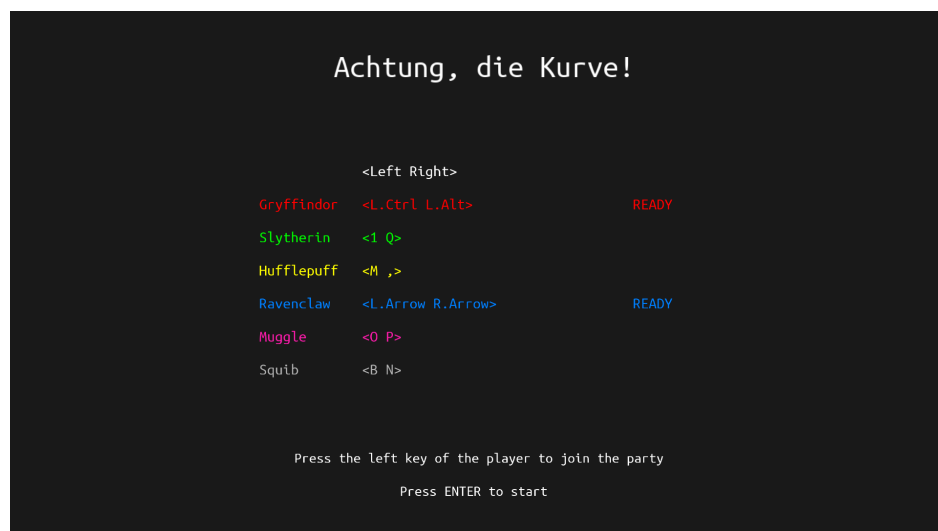 Achtung, die Kurve!
<Left Right>
Gryffindor <L.Ctrl L.Alt> READY
Slytherin <1 Q>
Hufflepuff <M ,>
Ravenclaw <L.Arrow R.Arrow> READY
Muggle <O P>
Squib <B N>
Press the left key of the player to join the party
Press ENTER to start